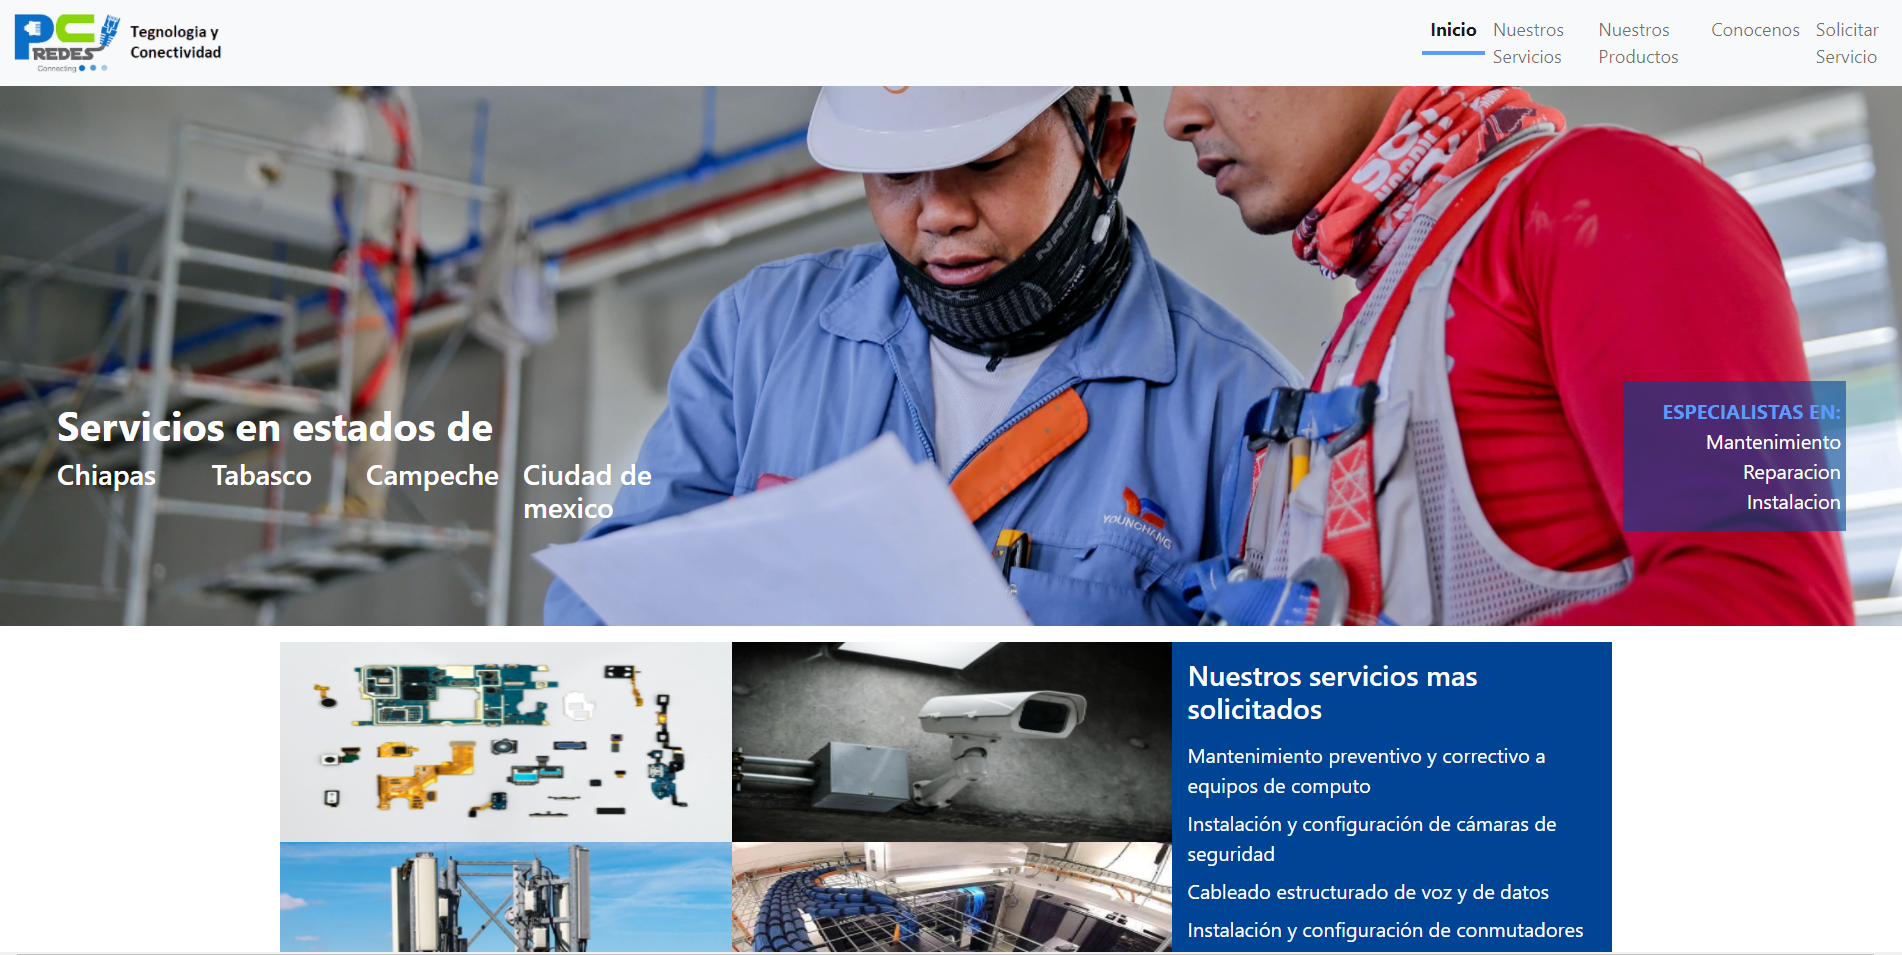 PC
REDES
Connecting
Tegnologia y
Conectividad
Inicio
Nuestros
Servicios
Nuestros
Productos
Conocenos
Solicitar
Servicio
Servicios en estados de
Chiapas
Tabasco
Campeche
Ciudad de
mexico
YOUNGHANG
ESPECIALISTAS EN:
Mantenimiento
Reparacion
Instalacion
Nuestros servicios mas
solicitados
Mantenimiento preventivo y correctivo a
equipos de computo
Instalación y configuración de cámaras de
seguridad
Cableado estructurado de voz y de datos
Instalación y configuración de conmutadores